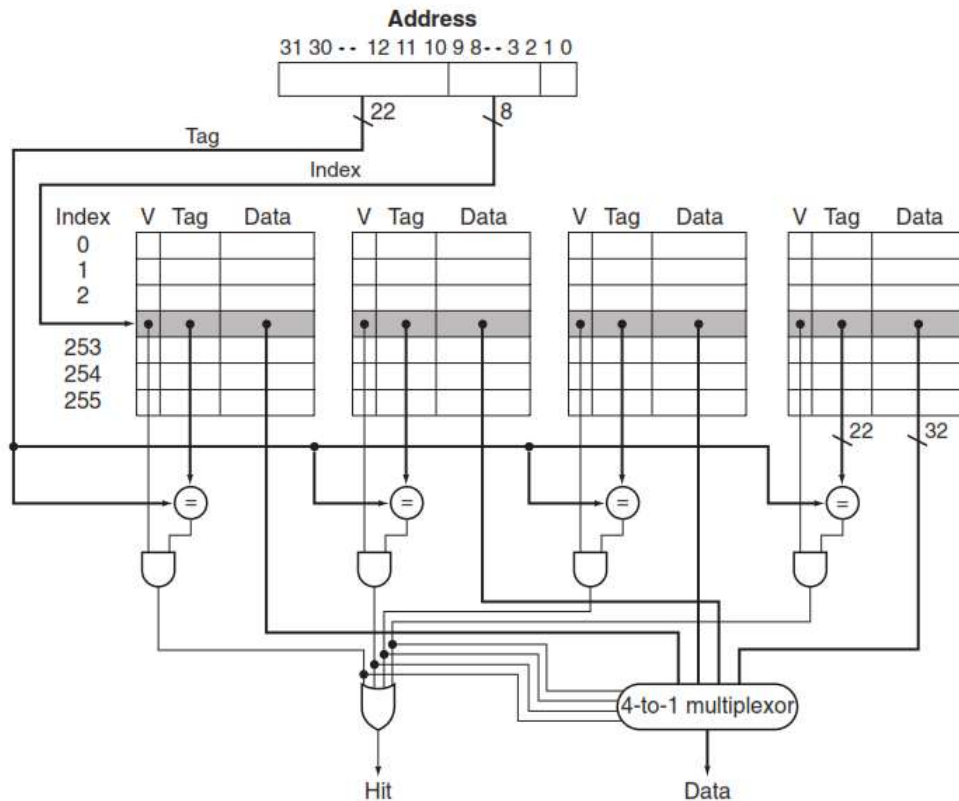 Address
31 30 - - 12 11 10 9 8 - - 3 2 1 0
22
8
Tag
Index
Index V Tag Data V Tag Data V Tag Data V Tag Data
0
1
2
253
254
255
22 32
= = = =
4-to-1 multiplexor
Hit Data